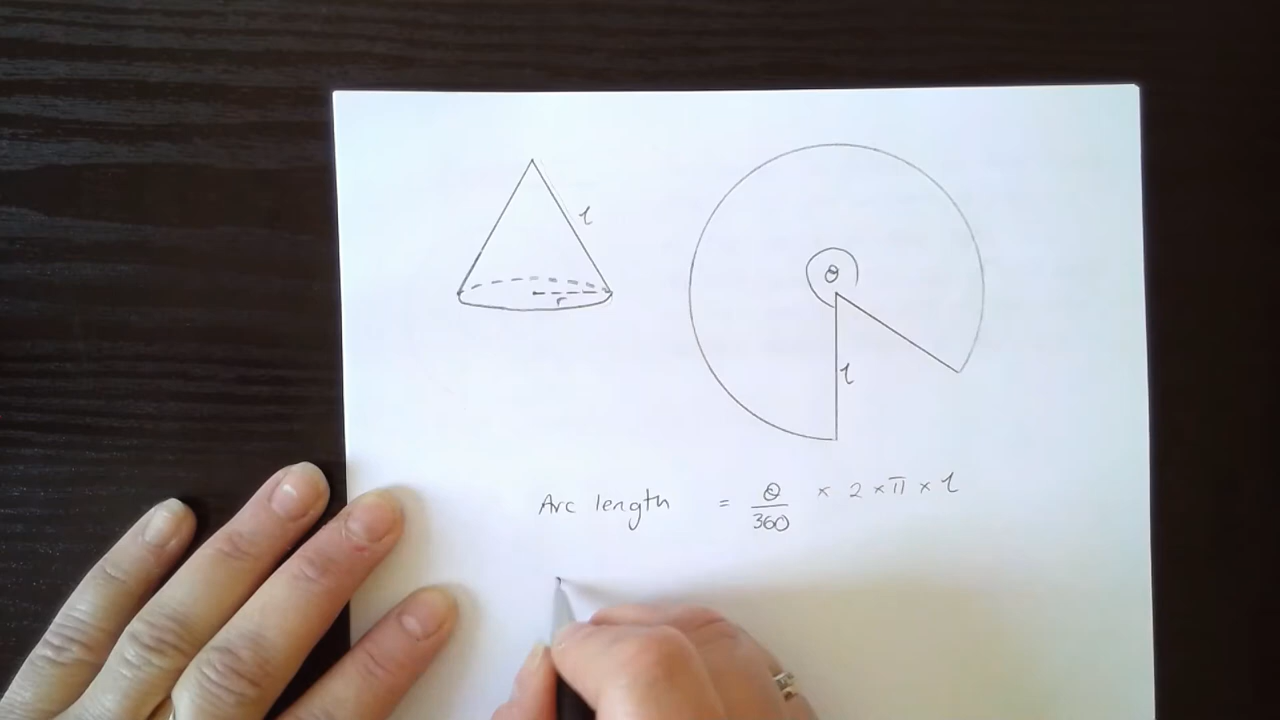 l
r
θ
l
Arc length = θ/360 × 2 × π × l